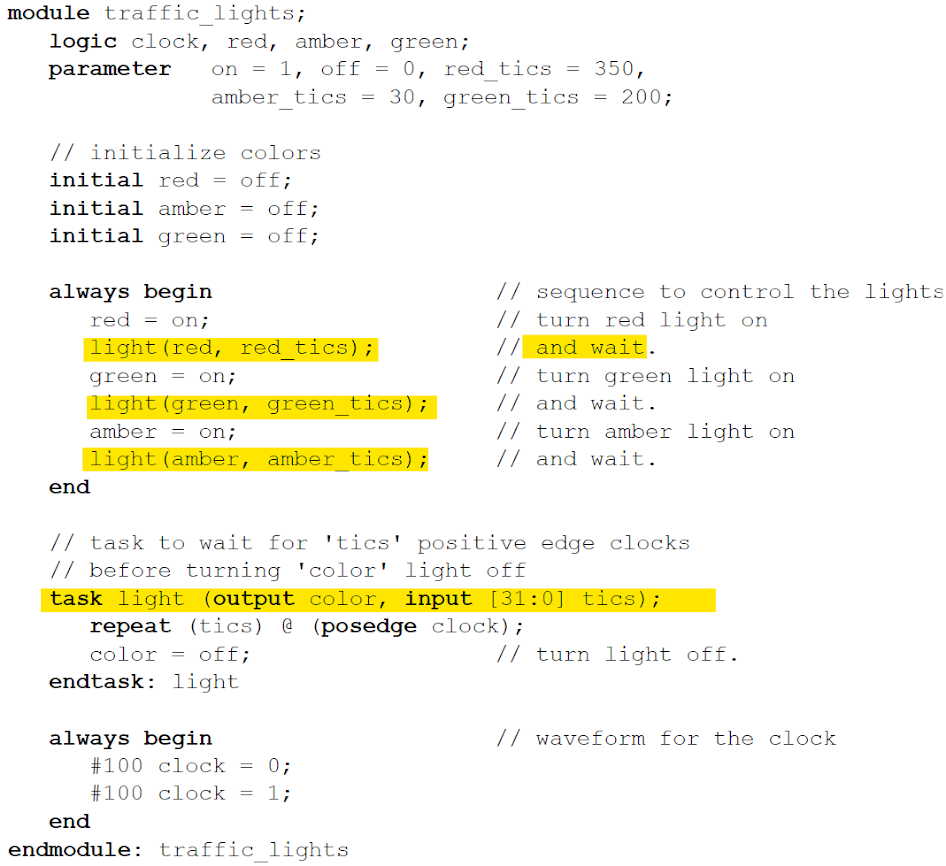 module traffic_lights;
logic clock, red, amber, green;
parameter on = 1, off = 0, red_tics = 350,
amber_tics = 30, green_tics = 200;
// initialize colors
initial red = off;
initial amber = off;
initial green = off;
always begin // sequence to control the lights
red = on; // turn red light on
light(red, red_tics); // and wait.
green = on; // turn green light on
light(green, green_tics); // and wait.
amber = on; // turn amber light on
light(amber, amber_tics); // and wait.
end
// task to wait for 'tics' positive edge clocks
// before turning 'color' light off
task light (output color, input [31:0] tics);
repeat (tics) @ (posedge clock);
color = off; // turn light off.
endtask: light
always begin // waveform for the clock
#100 clock = 0;
#100 clock = 1;
end
endmodule: traffic_lights